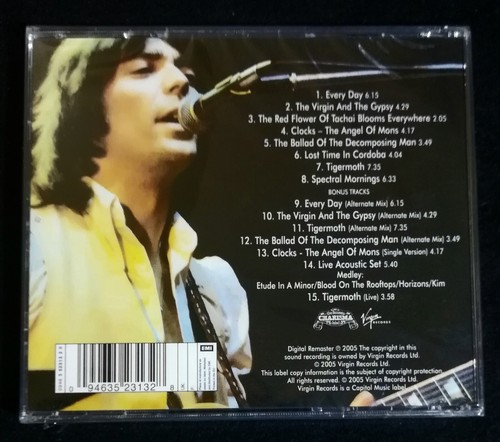 1. Every Day 6.15
2. The Virgin And The Gypsy 4.29
3. The Red Flower Of Tachai Blooms Everywhere 2 05
4. Clocks – The Angel Of Mons 4.17
5. The Ballad Of The Decomposing Man 3.49
6. Lost Time In Cordoba 4.04
7. Tigermoth 7.35
8. Spectral Mornings 6.33
BONUS TRACKS
9. Every Day (Alternate Mix) 6.15
10. The Virgin And The Gypsy (Alternate Mix) 4.29
11. Tigermoth (Alternate Mix) 7.35
12. The Ballad Of The Decomposing Man (Alternate Mix) 3.49
13. Clocks - The Angel Of Mons (Single Version) 4.17
14. Live Acoustic Set 5.40
Medley:
Etude In A Minor/Blood On The Rooftops/Horizons/Kim
15. Tigermoth (Live) 3.58
CHARISMA
Virgin
RECORDS
EMI
Digital Remaster ℗ 2005 The copyright in this
sound recording is owned by Virgin Records Ltd.
© 2005 Virgin Records Ltd.
This label copy information is the subject of copyright protection.
All rights reserved. © 2005 Virgin Records Ltd.
Virgin Records is a Capitol Music label.
0 94635 23132 8